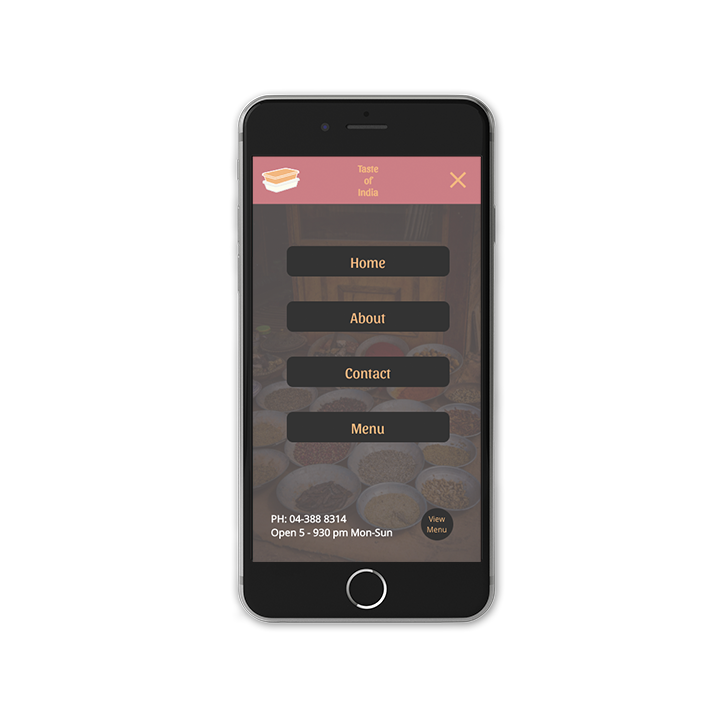 Taste
of
India
Home
About
Contact
Menu
PH: 04-388 8314
Open 5 - 930 pm Mon-Sun
View
Menu